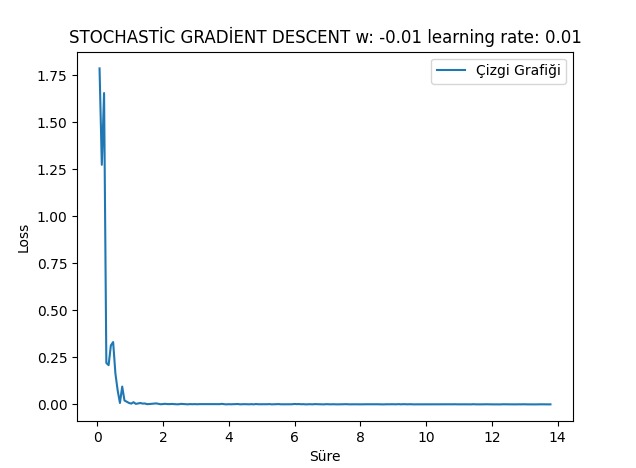 STOCHASTİC GRADİENT DESCENT w: -0.01 learning rate: 0.01
Çizgi Grafiği
1.75
1.50
1.25
1.00
0.75
0.50
0.25
0.00
Loss
0 2 4 6 8 10 12 14
Süre